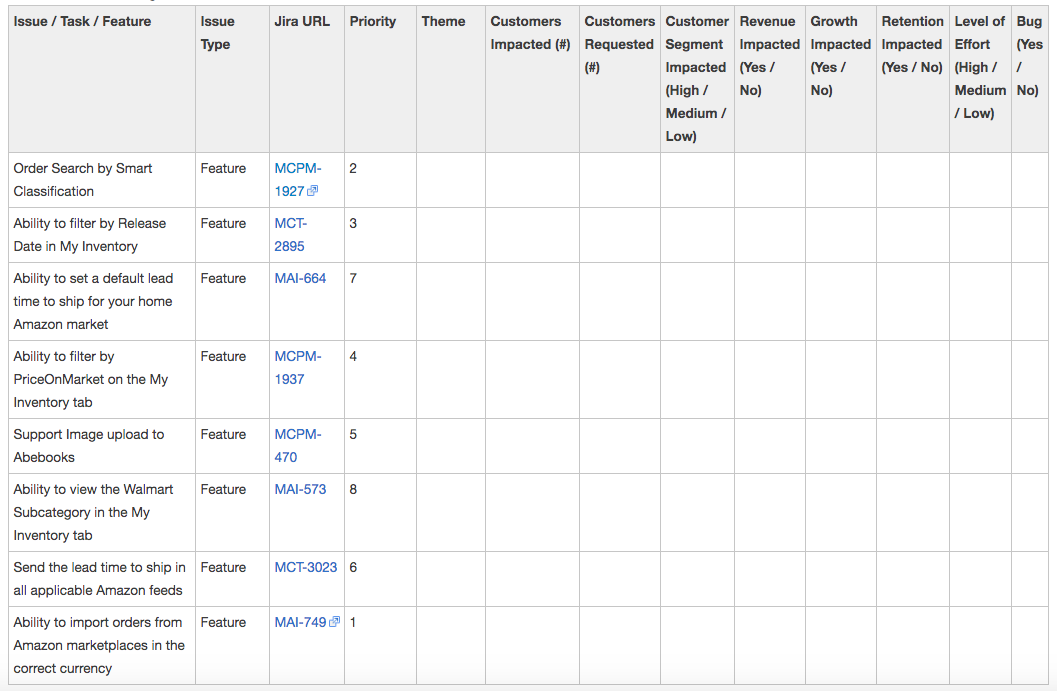 Issue / Task / Feature
Issue
Type
Jira URL
Priority
Theme
Customers
Impacted (#)
Customers
Requested
(#)
Customer
Segment
Impacted
(High /
Medium /
Low)
Revenue
Impacted
(Yes /
No)
Growth
Impacted
(Yes /
No)
Retention
Impacted
(Yes / No)
Level of
Effort
(High /
Medium
/ Low)
Bug
(Yes
/
No)
Order Search by Smart
Classification
Feature
MCPM-
1927
2
Ability to filter by Release
Date in My Inventory
Feature
MCT-
2895
3
Ability to set a default lead
time to ship for your home
Amazon market
Feature
MAI-664
7
Ability to filter by
PriceOnMarket on the My
Inventory tab
Feature
MCPM-
1937
4
Support Image upload to
Abebooks
Feature
MCPM-
470
5
Ability to view the Walmart
Subcategory in the My
Inventory tab
Feature
MAI-573
8
Send the lead time to ship in
all applicable Amazon feeds
Feature
MCT-3023
6
Ability to import orders from
Amazon marketplaces in the
correct currency
Feature
MAI-749
1